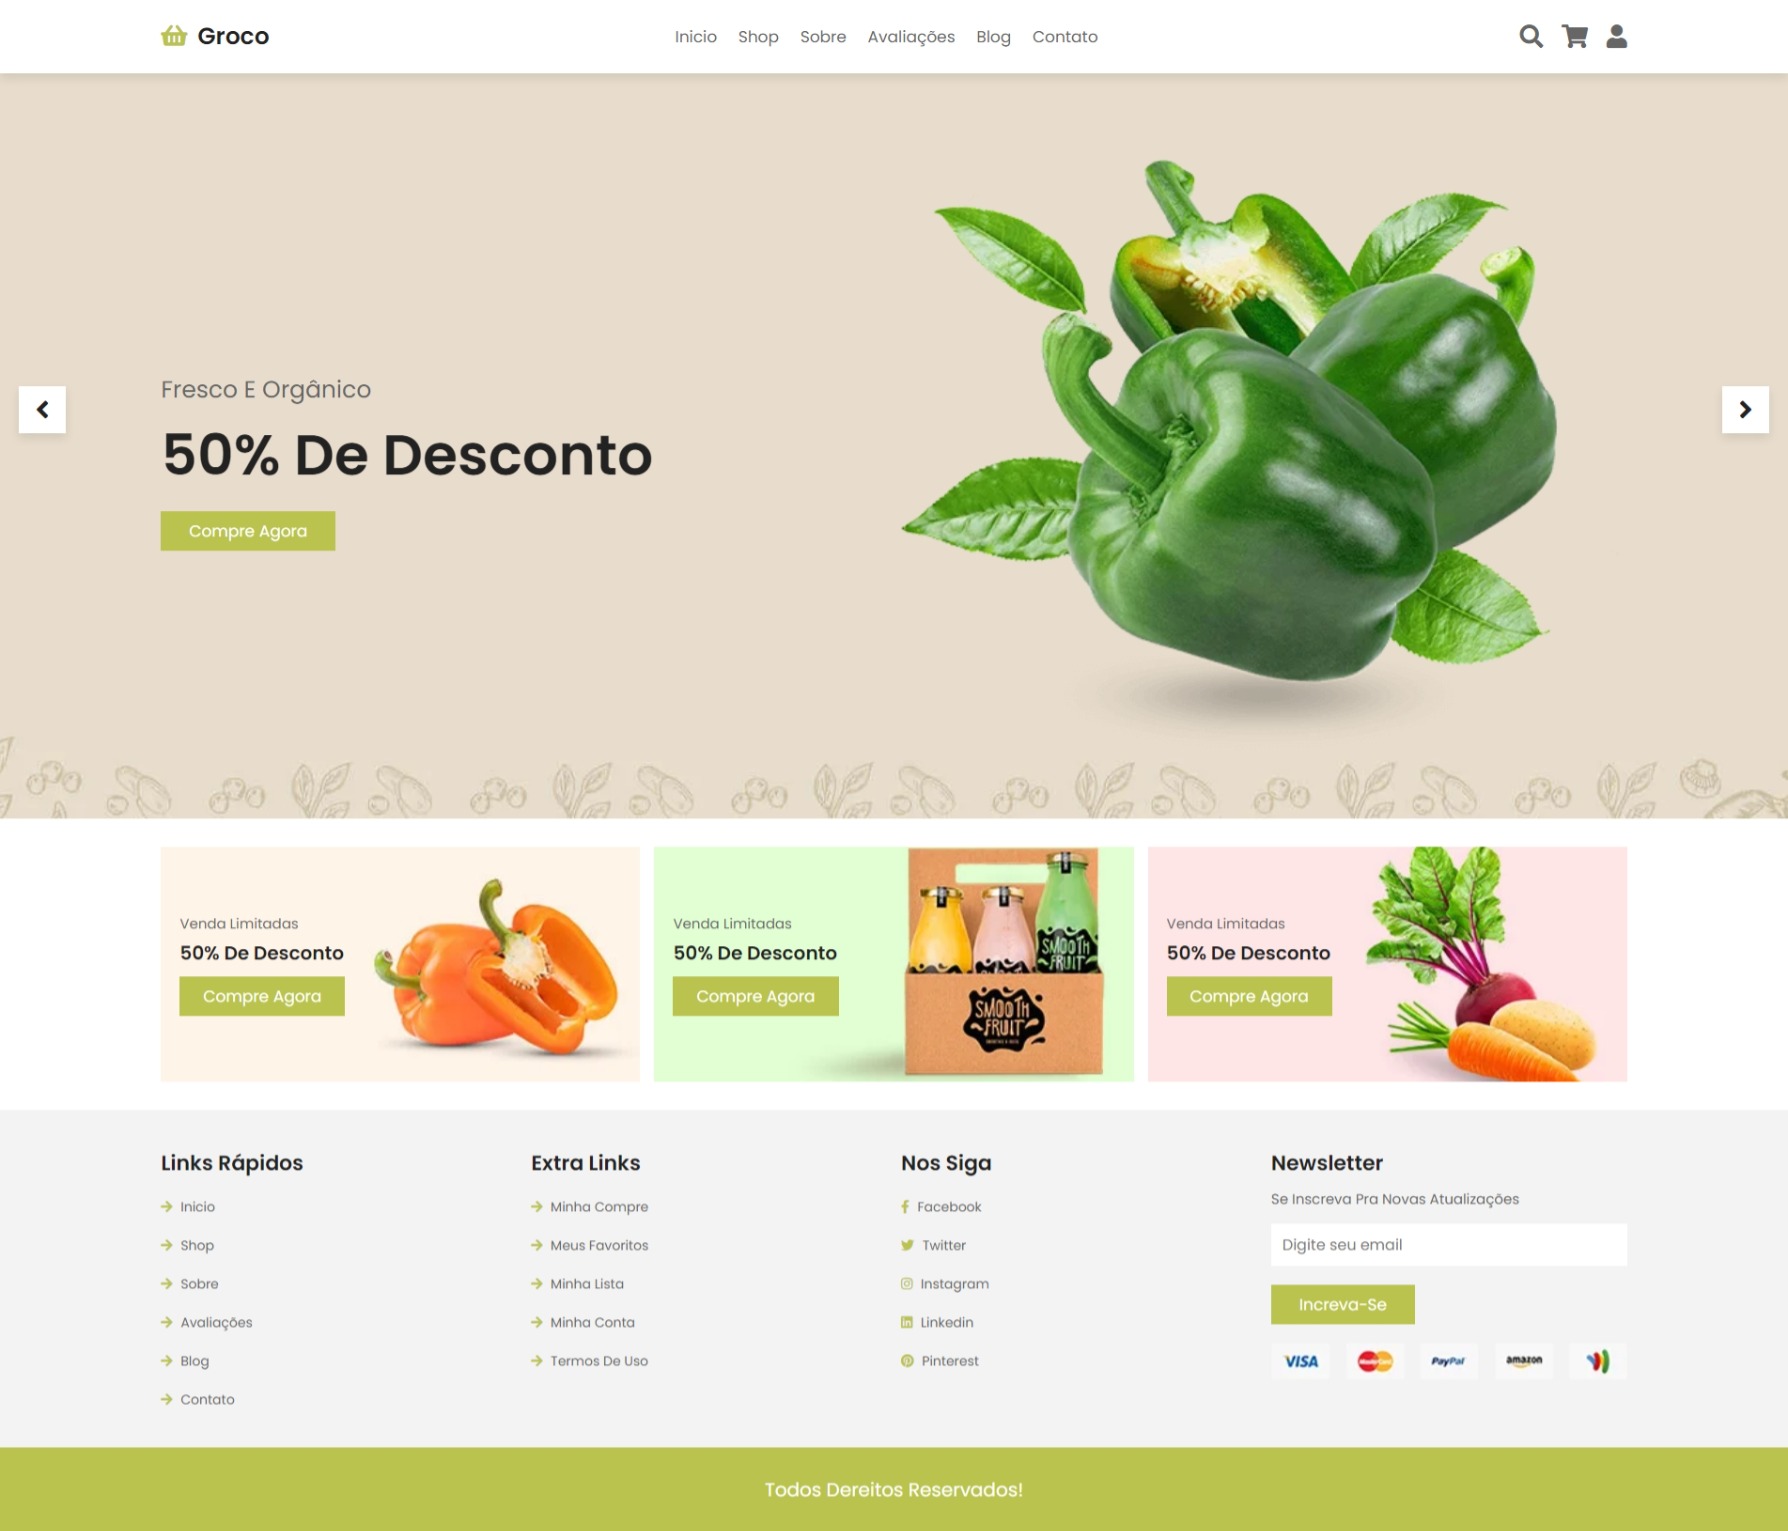 Groco
Inicio Shop Sobre Avaliações Blog Contato
Fresco E Orgânico
50% De Desconto
Compre Agora
Venda Limitadas
50% De Desconto
Compre Agora
Venda Limitadas
50% De Desconto
Compre Agora
SMOOTH
FRUIT
SMOOTH
FRUIT
Venda Limitadas
50% De Desconto
Compre Agora
Links Rápidos
Inicio
Shop
Sobre
Avaliações
Blog
Contato
Extra Links
Minha Compre
Meus Favoritos
Minha Lista
Minha Conta
Termos De Uso
Nos Siga
Facebook
Twitter
Instagram
Linkedin
Pinterest
Newsletter
Se Inscreva Pra Novas Atualizações
Digite seu email
Increva-Se
VISA MasterCard PayPal amazon
Todos Dereitos Reservados!